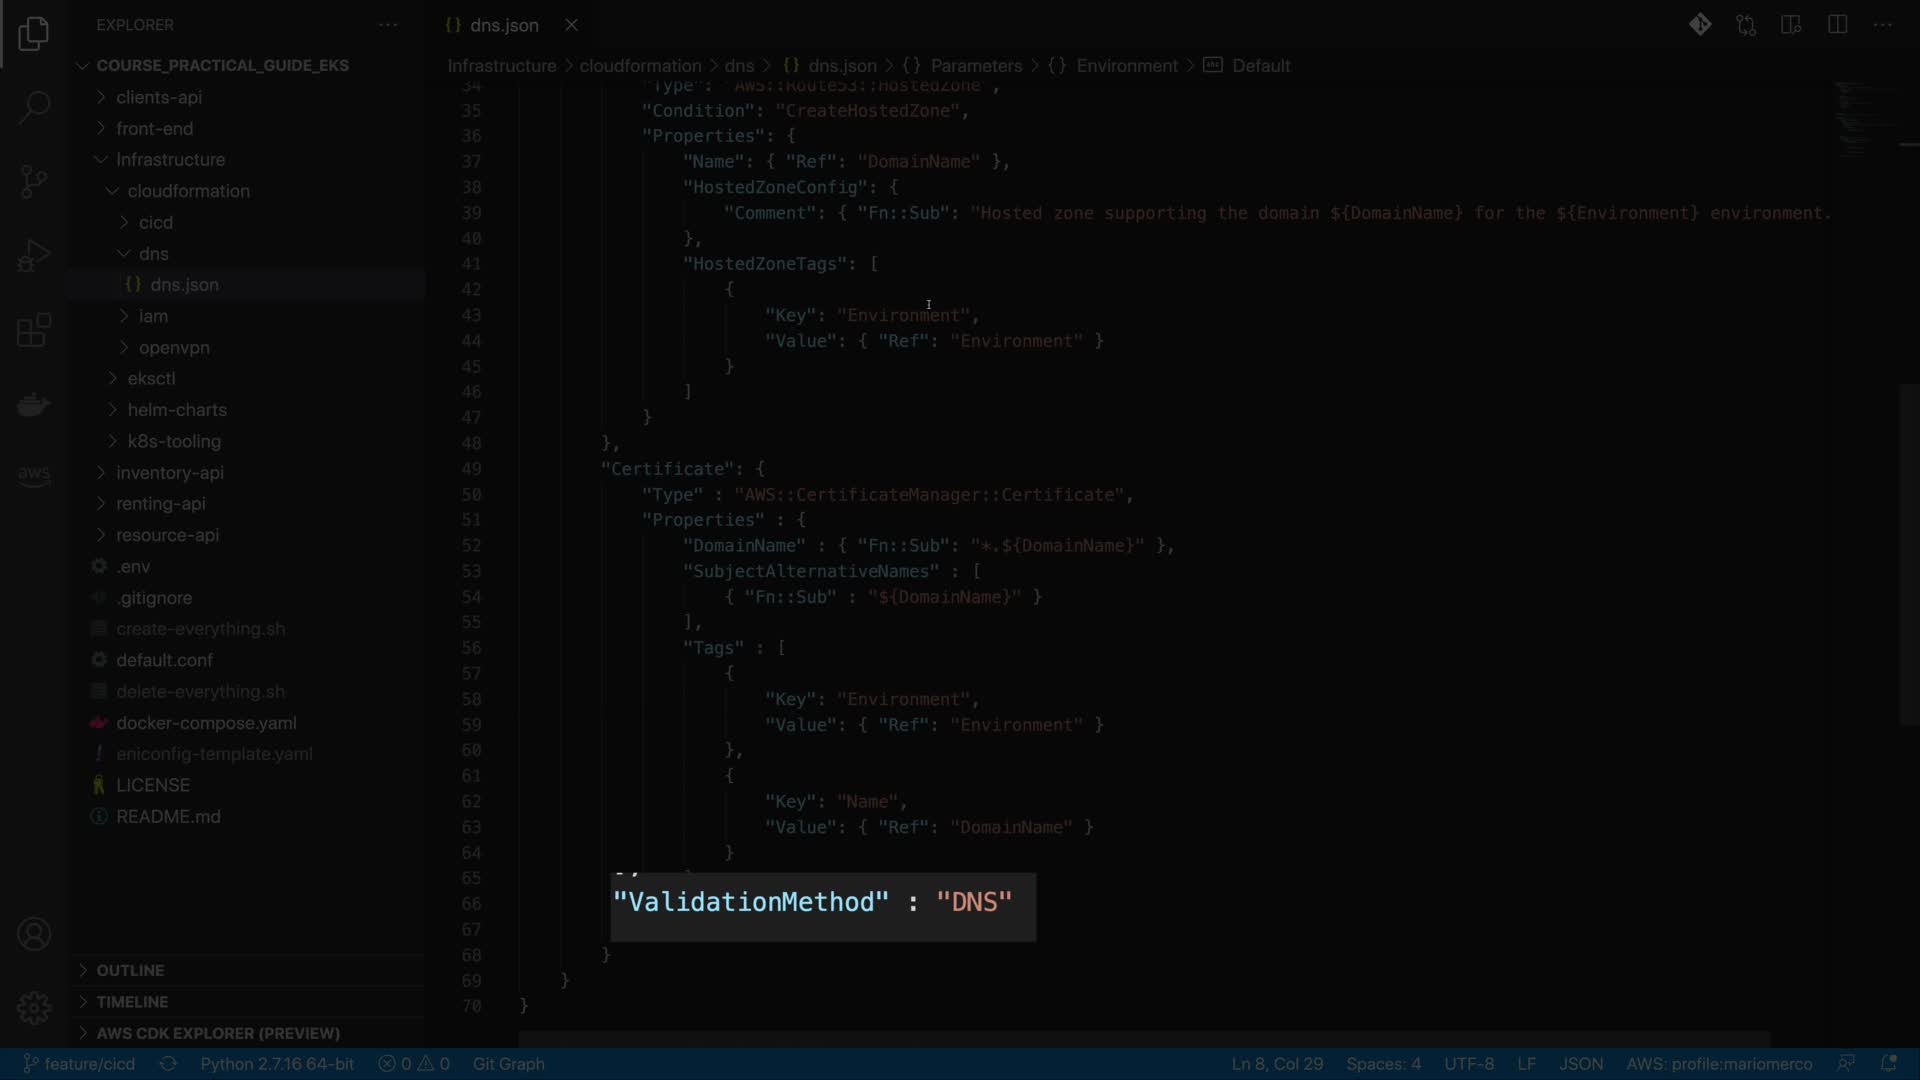 EXPLORER
COURSE_PRACTICAL_GUIDE_EKS
clients-api
front-end
Infrastructure
cloudformation
cicd
dns
{} dns.json
iam
openvpn
eksctl
helm-charts
k8s-tooling
inventory-api
renting-api
resource-api
.env
.gitignore
create-everything.sh
default.conf
delete-everything.sh
docker-compose.yaml
! eniconfig-template.yaml
LICENSE
README.md
OUTLINE
TIMELINE
AWS CDK EXPLORER (PREVIEW)
aws
{} dns.json
Infrastructure > cloudformation > dns > {} dns.json > {} Parameters > {} Environment > abc Default
34 "Type": "AWS::Route53::HostedZone",
35 "Condition": "CreateHostedZone",
36 "Properties": {
37 "Name": { "Ref": "DomainName" },
38 "HostedZoneConfig": {
39 "Comment": { "Fn::Sub": "Hosted zone supporting the domain ${DomainName} for the ${Environment} environment.
40 },
41 "HostedZoneTags": [
42 {
43 "Key": "Environment",
44 "Value": { "Ref": "Environment" }
45 }
46 ]
47 }
48 },
49 "Certificate": {
50 "Type" : "AWS::CertificateManager::Certificate",
51 "Properties" : {
52 "DomainName" : { "Fn::Sub": "*.${DomainName}" },
53 "SubjectAlternativeNames" : [
54 { "Fn::Sub" : "${DomainName}" }
55 ],
56 "Tags" : [
57 {
58 "Key": "Environment",
59 "Value": { "Ref": "Environment" }
60 },
61 {
62 "Key": "Name",
63 "Value": { "Ref": "DomainName" }
64 }
65
66 "ValidationMethod" : "DNS"
67
68 }
69 }
70 }
feature/cicd Python 2.7.16 64-bit 0 0 Git Graph Ln 8, Col 29 Spaces: 4 UTF-8 LF JSON AWS: profile:mariomerco